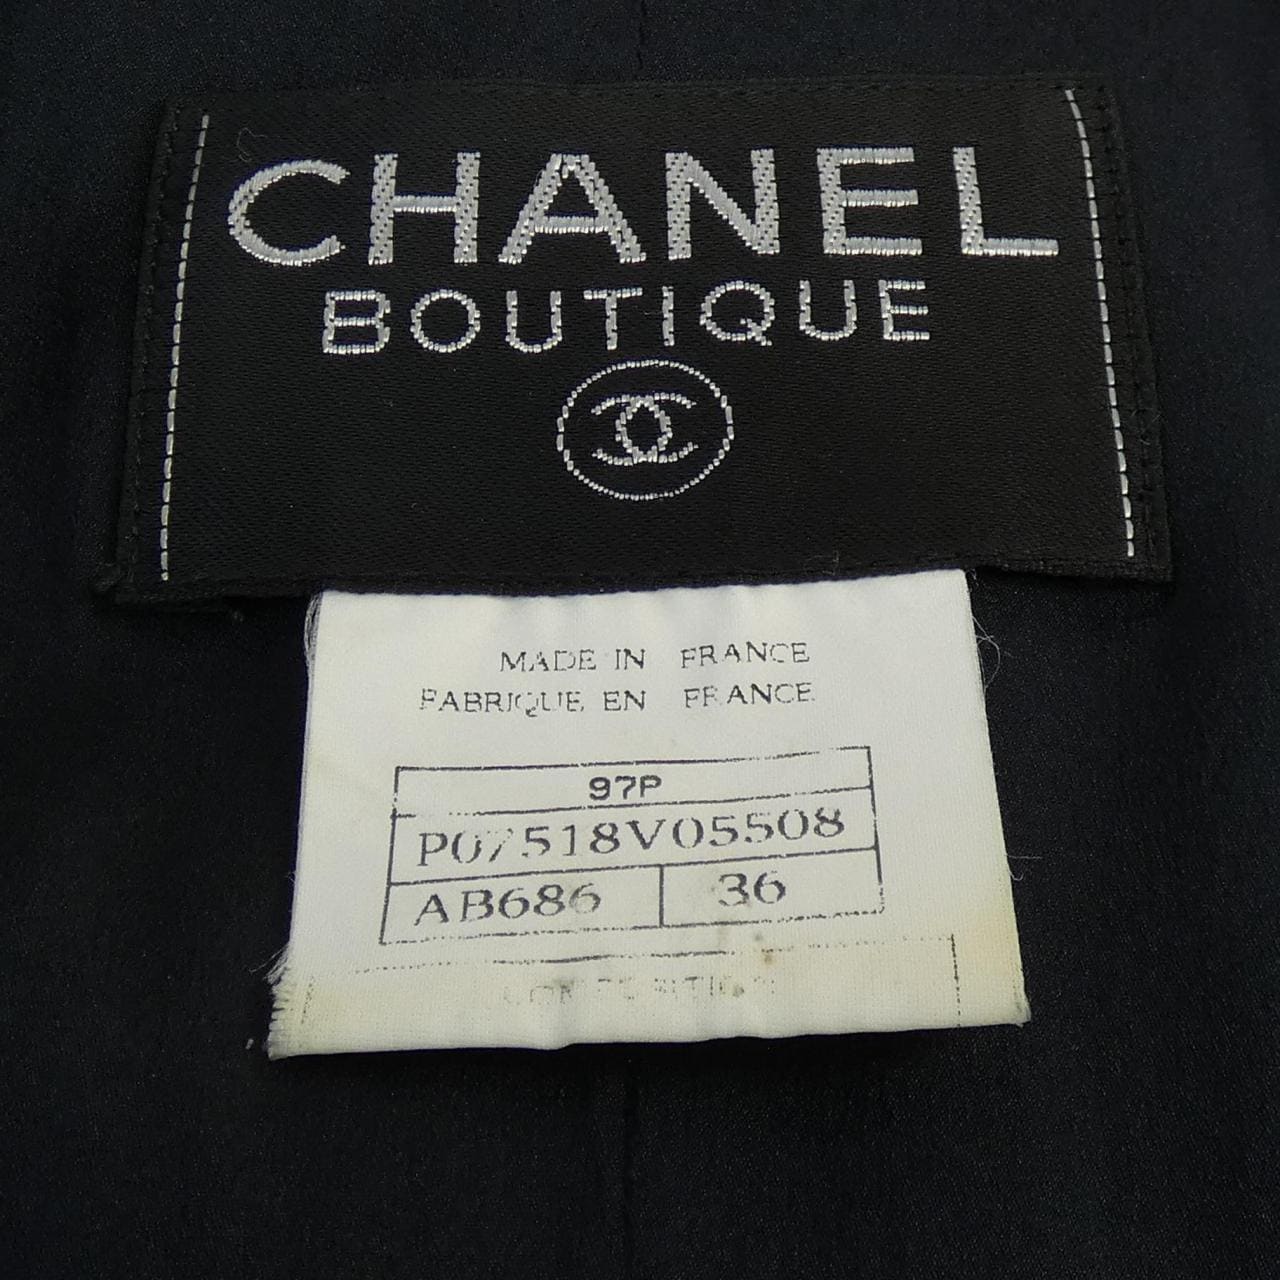 CHANEL
BOUTIQUE
MADE IN FRANCE
FABRIQUE EN FRANCE
97P
P07518V05508
AB686 36